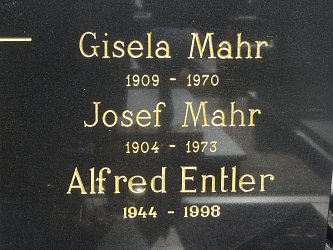 Gisela Mahr
1909 - 1970
Josef Mahr
1904 - 1973
Alfred Entler
1944 - 1998